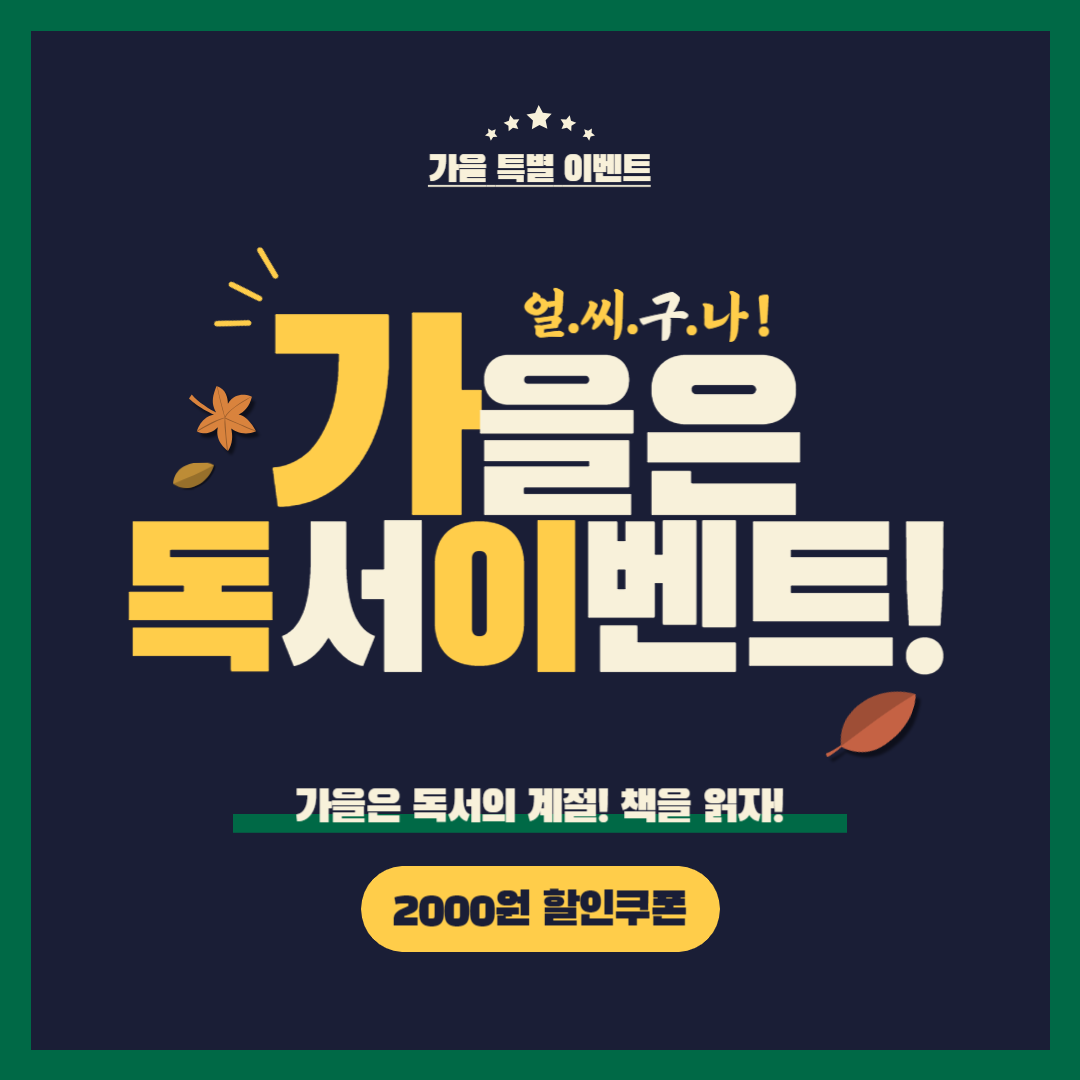 가을 특별 이벤트
얼.씨.구.나!
가을은
독서이벤트!
가을은 독서의 계절! 책을 읽자!
2000원 할인쿠폰